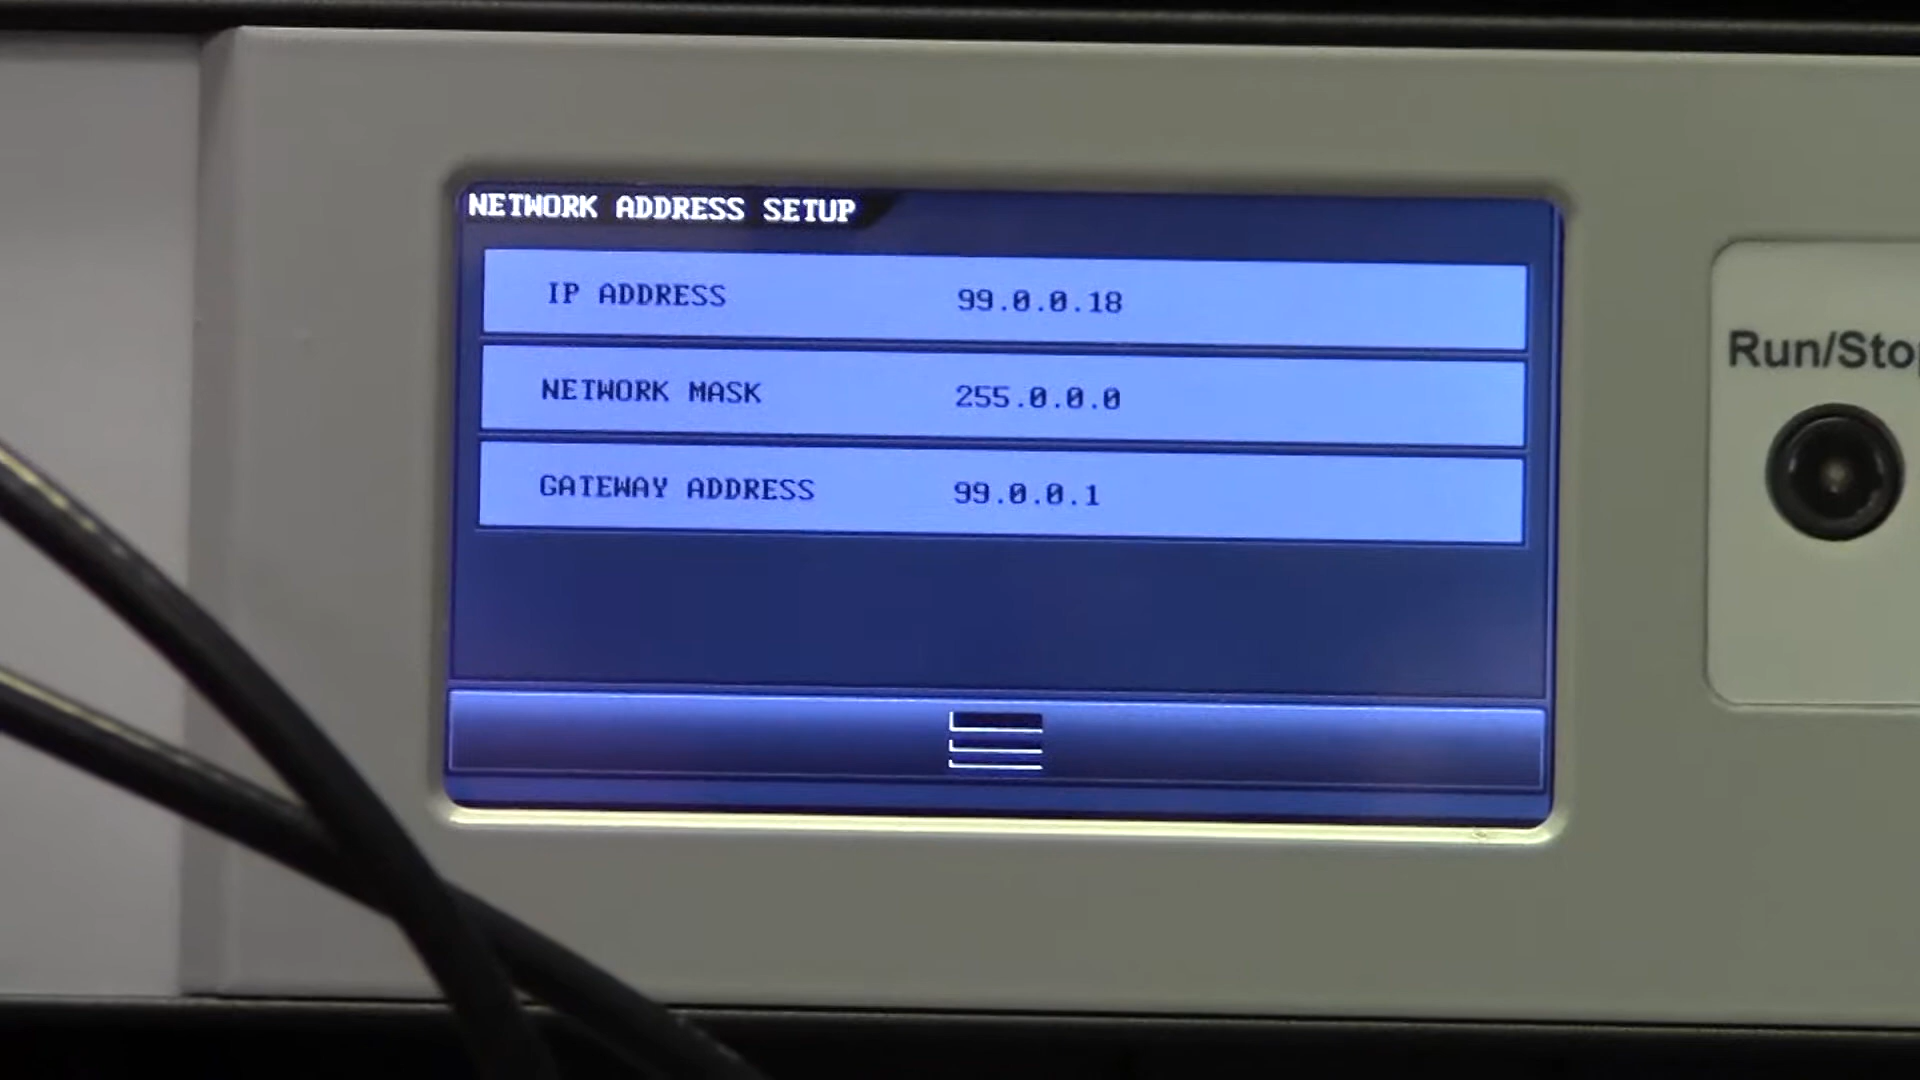 NETWORK ADDRESS SETUP
IP ADDRESS 99.0.0.18
NETWORK MASK 255.0.0.0
GATEWAY ADDRESS 99.0.0.1
Run/Sto